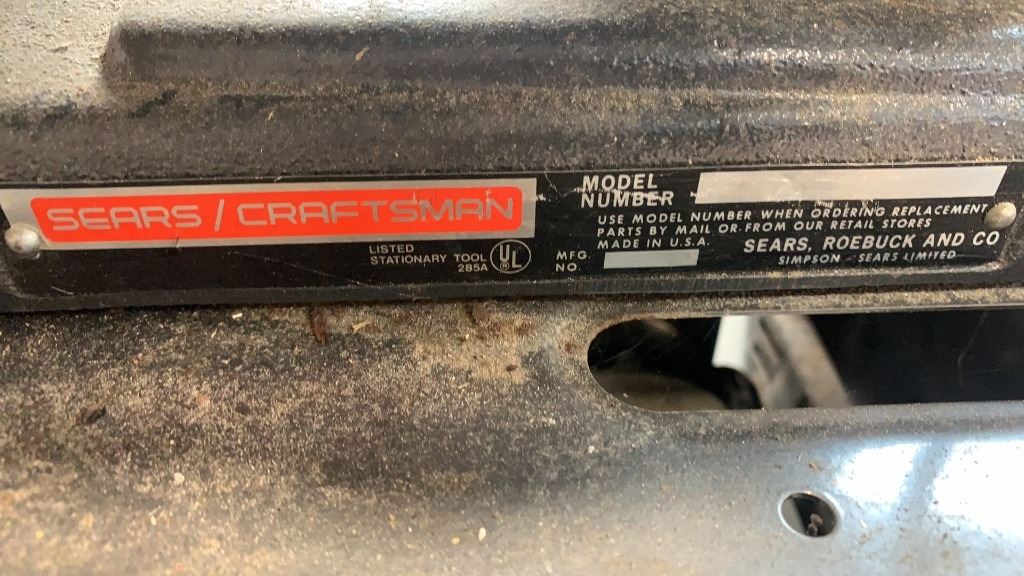 SEARS / CRAFTSMAN
LISTED
STATIONARY TOOL
285A
UL
MODEL
NUMBER
USE MODEL NUMBER WHEN ORDERING REPLACEMENT
PARTS BY MAIL OR FROM OUR RETAIL STORES
MADE IN U.S.A.
MFG.
NO.
SEARS, ROEBUCK AND CO
SIMPSON - SEARS LIMITED